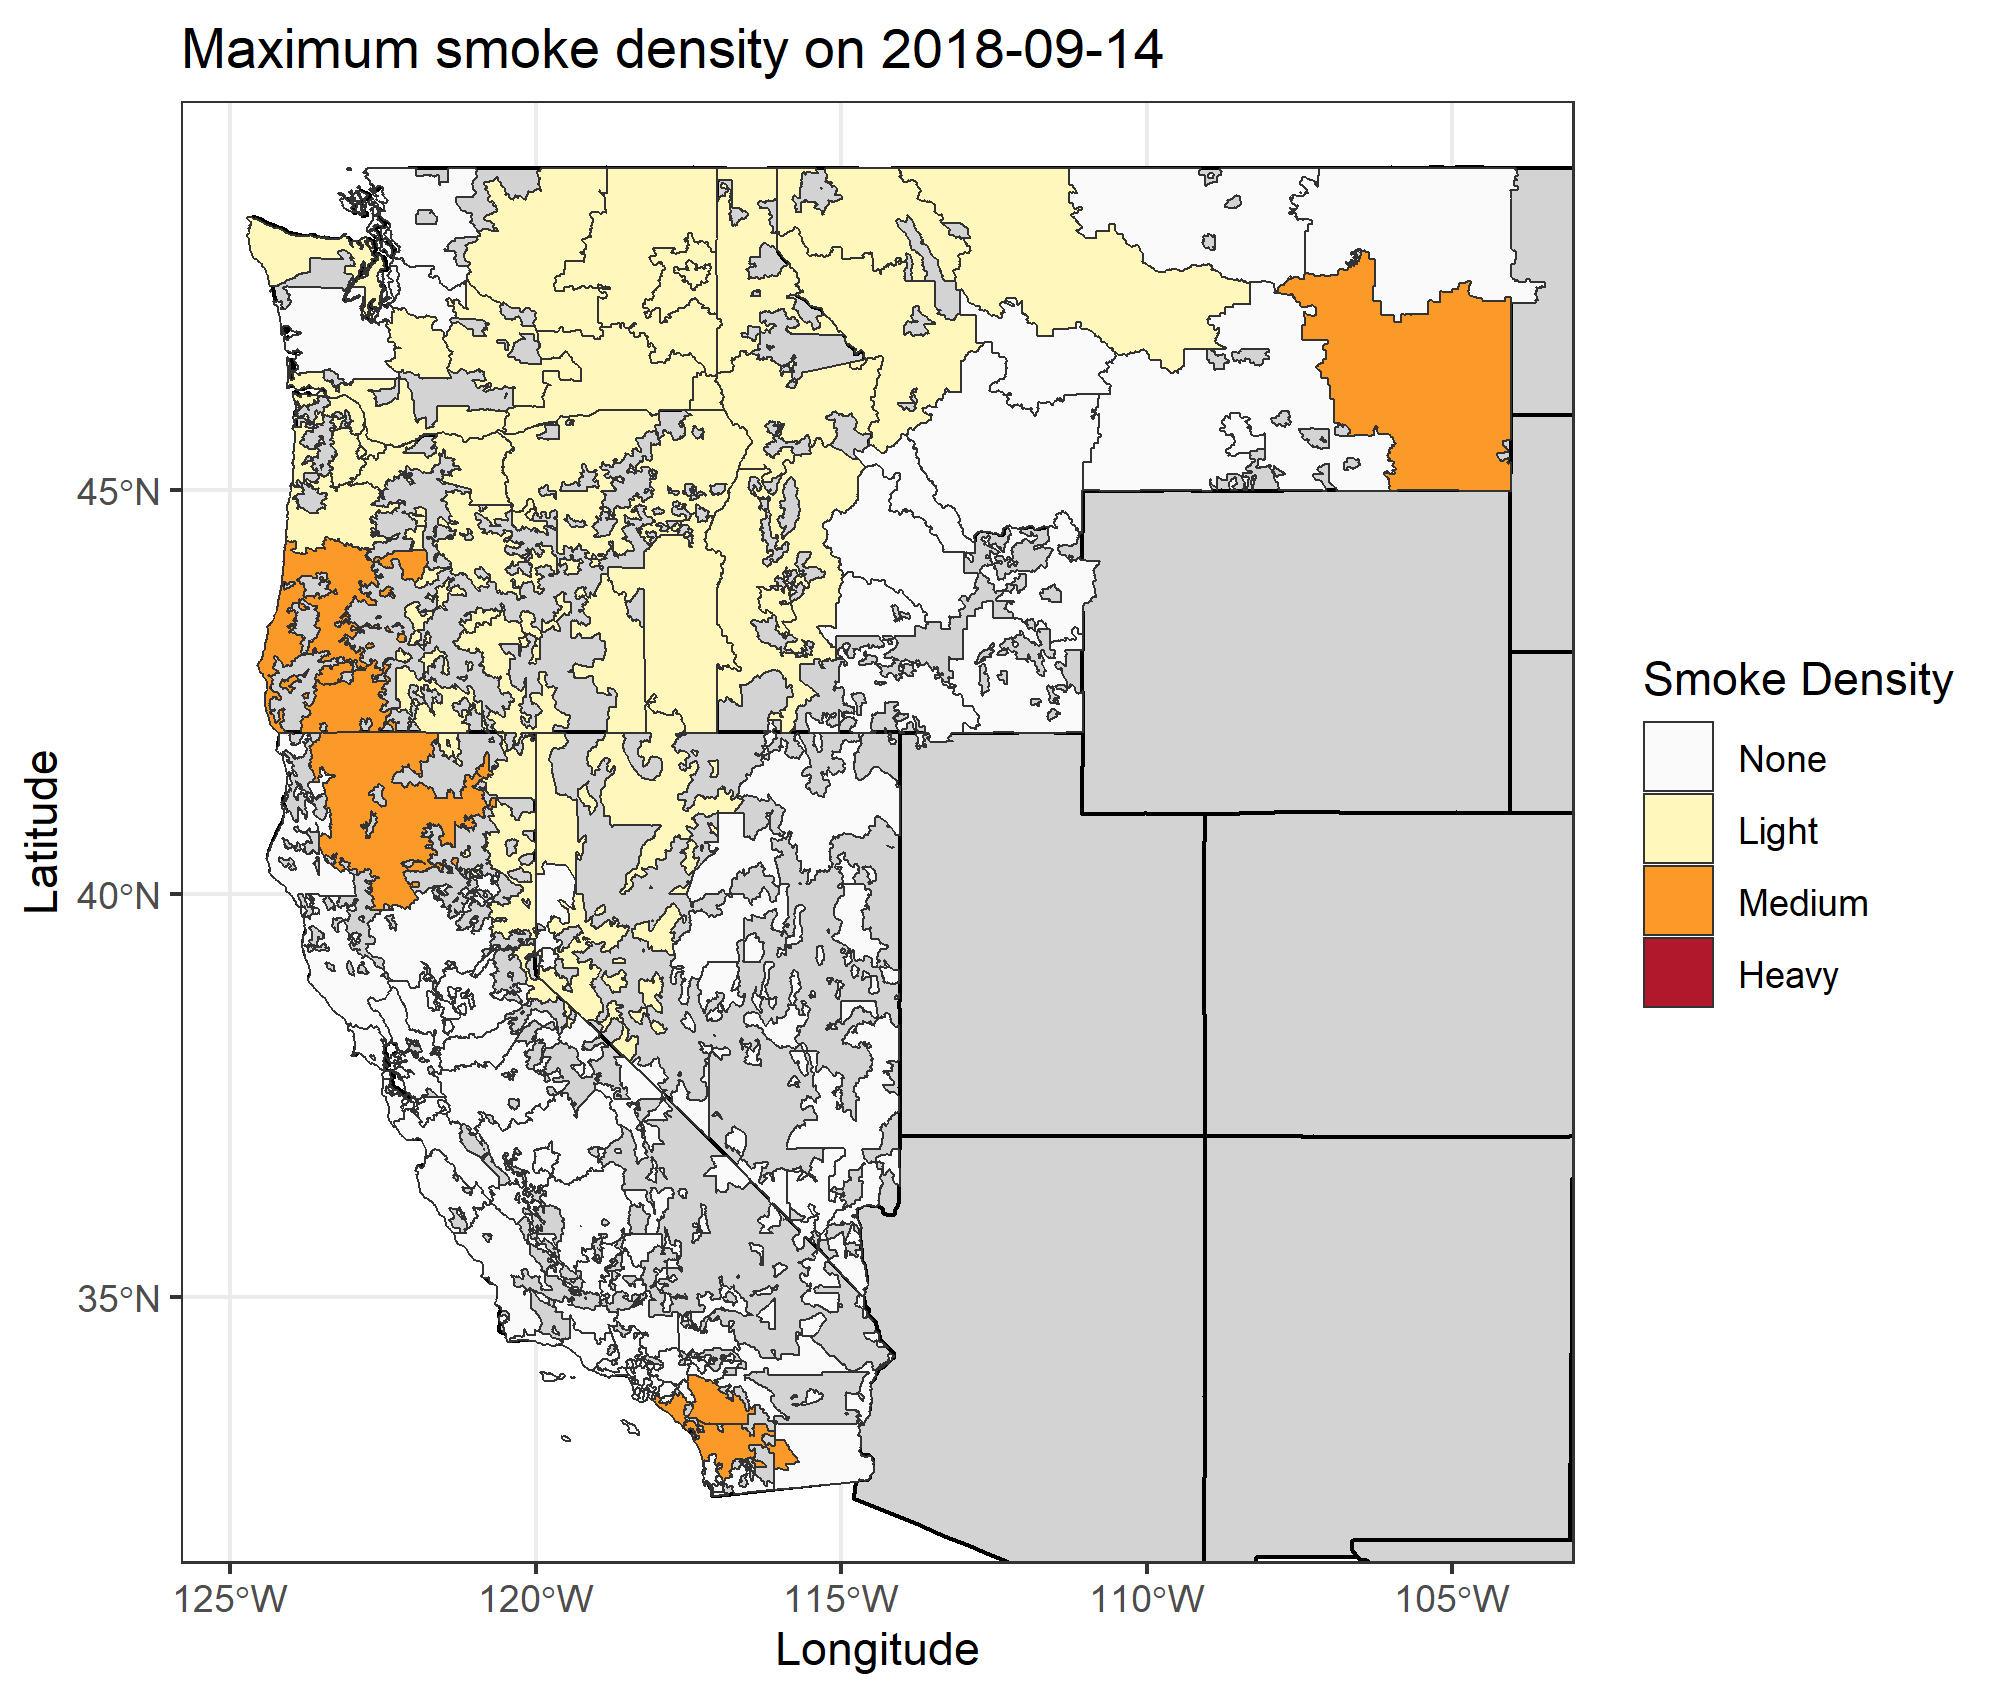 Maximum smoke density on 2018-09-14
45°N
40°N
35°N
Latitude
125°W 120°W 115°W 110°W 105°W
Longitude
Smoke Density
None
Light
Medium
Heavy